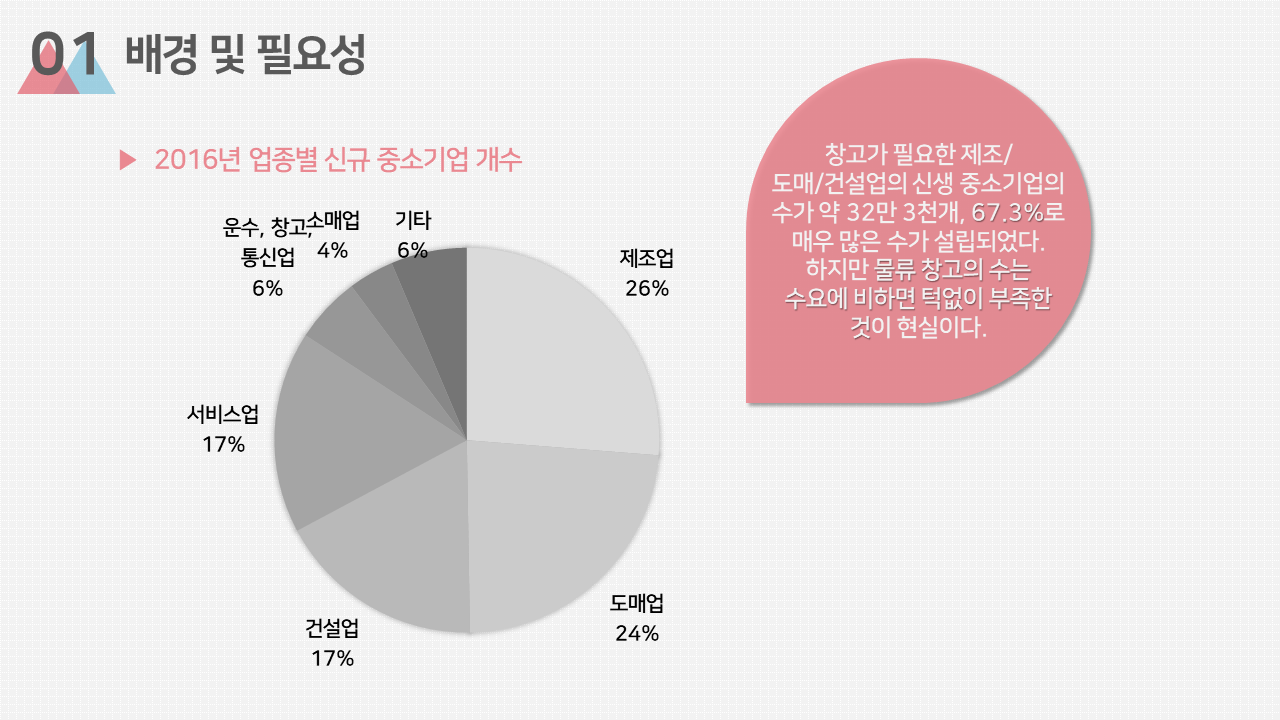 01 배경 및 필요성
▶ 2016년 업종별 신규 중소기업 개수
운수, 창고,
통신업
6%
소매업
4%
기타
6%
제조업
26%
서비스업
17%
건설업
17%
도매업
24%
창고가 필요한 제조/
도매/건설업의 신생 중소기업의
수가 약 32만 3천개, 67.3%로
매우 많은 수가 설립되었다.
하지만 물류 창고의 수는
수요에 비하면 턱없이 부족한
것이 현실이다.